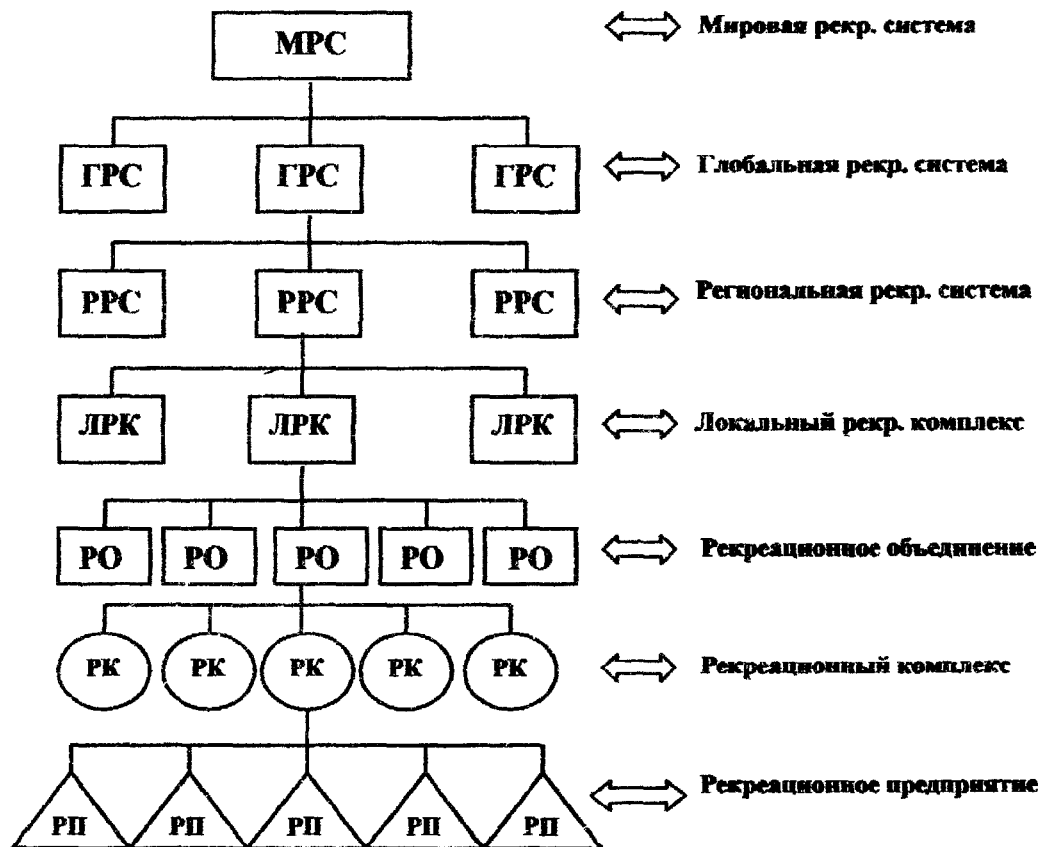 МРС Мировая рекр. система
ГРС ГРС ГРС Глобальная рекр. система
РРС РРС РРС Региональная рекр. система
ЛРК ЛРК ЛРК Локальный рекр. комплекс
РО РО РО РО РО Рекреационное объединение
РК РК РК РК РК Рекреационный комплекс
РП РП РП РП РП Рекреационное предприятие